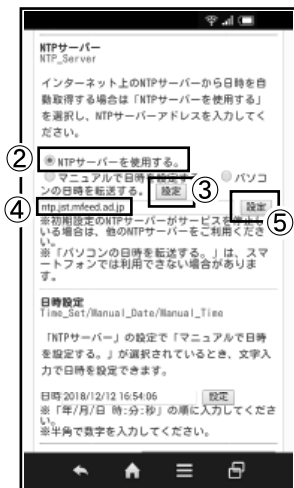 NTPサーバー
NTP_Server
インターネット上のNTPサーバーから日時を自
動取得する場合は「NTPサーバーを使用する」
を選択し、NTPサーバーアドレスを入力してく
ださい。
② NTPサーバーを使用する。
マニュアルで日時を設定する パソコ
ンの日時を転送する。 設定 ③
④ ntp.jst.mfeed.ad.jp 設定 ⑤
※初期設定のNTPサーバーがサービスを停止し
いる場合は、他のNTPサーバーをご利用くださ
い。
※「パソコンの日時を転送する。」は、スマ
ートフォンでは利用できない場合がありま
す。
日時設定
Time_Set/Manual_Date/Manual_Time
「NTPサーバー」の設定で「マニュアルで日時
を設定する。」が選択されているとき、文字入
力で日時を設定できます。
日時:2018/12/12 16:54:06 設定
※「年/月/日 時:分:秒」の順に入力してくださ
い。
※半角で数字を入力してください。